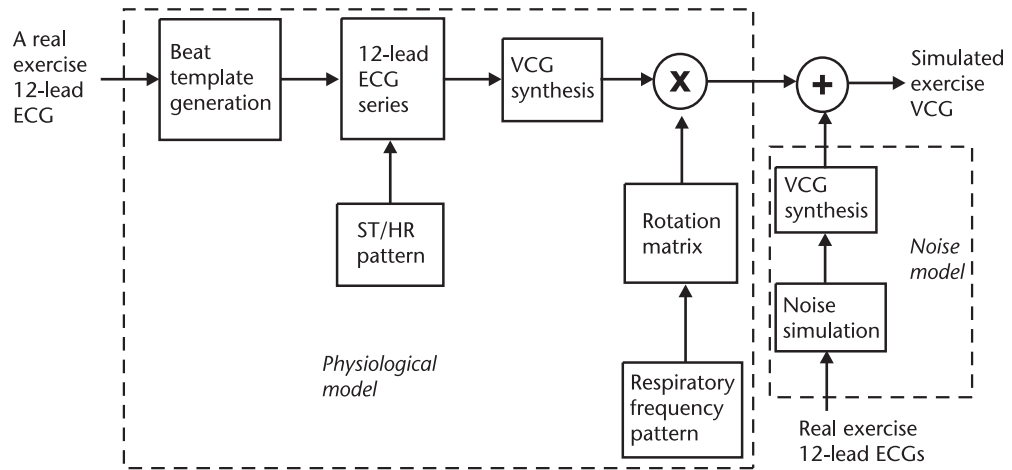 A real
exercise
12-lead
ECG
Beat
template
generation
12-lead
ECG
series
VCG
synthesis
X
+
Simulated
exercise
VCG
ST/HR
pattern
Rotation
matrix
VCG
synthesis
Noise
model
Noise
simulation
Physiological
model
Respiratory
frequency
pattern
Real exercise
12-lead ECGs